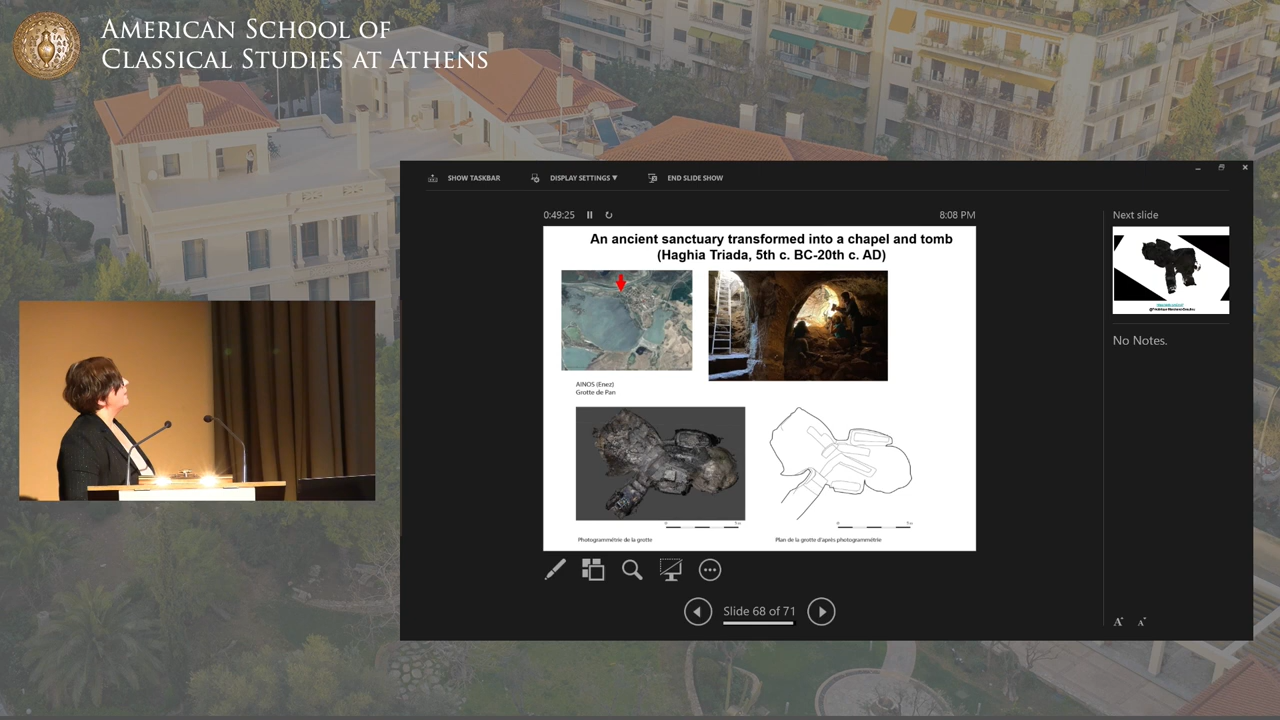 AMERICAN SCHOOL OF
CLASSICAL STUDIES AT ATHENS
SHOW TASKBAR
DISPLAY SETTINGS ▼
END SLIDE SHOW
0:49:25
8:08 PM
Next slide
An ancient sanctuary transformed into a chapel and tomb
(Haghia Triada, 5th c. BC-20th c. AD)
AINOS (Enez)
Grotte de Pan
Photogrammétrie de la grotte
Plan de la grotte d'après photogrammétrie
No Notes.
Slide 68 of 71